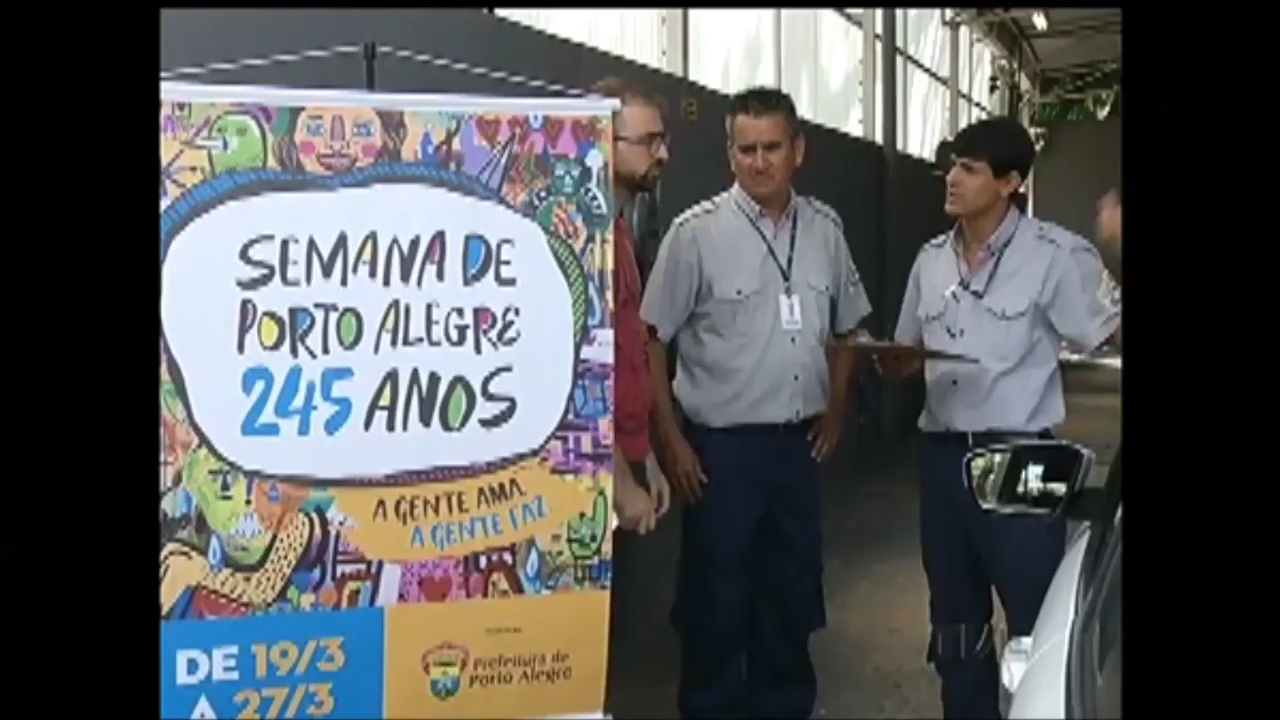 SEMANA DE
PORTO ALEGRE
245 ANOS
A GENTE AMA.
A GENTE FAZ
DE 19/3
A 27/3
Prefeitura de
Porto Alegre